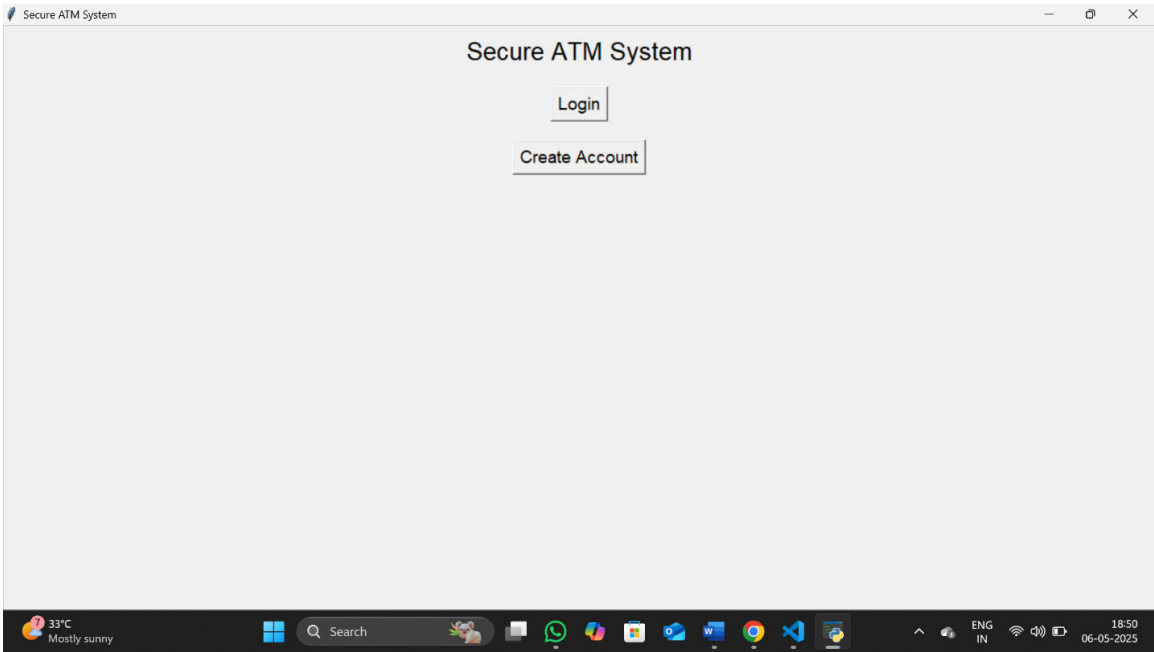 Secure ATM System
Secure ATM System
Login
Create Account
7
33°C
Mostly sunny
Search
ENG
IN
18:50
06-05-2025